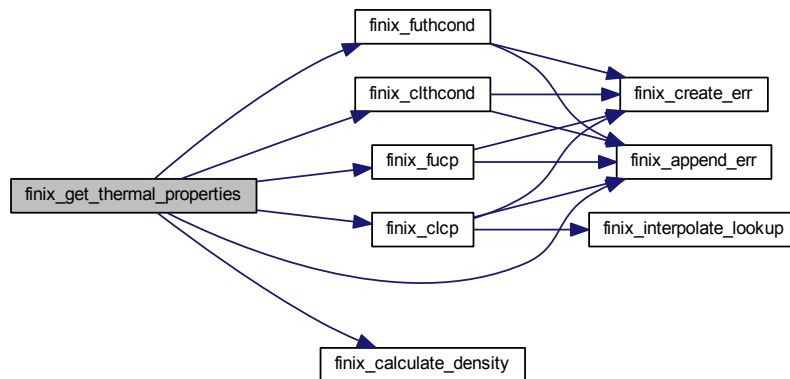 finix_get_thermal_properties
finix_futhcond
finix_clthcond
finix_fucp
finix_clcp
finix_calculate_density
finix_create_err
finix_append_err
finix_interpolate_lookup